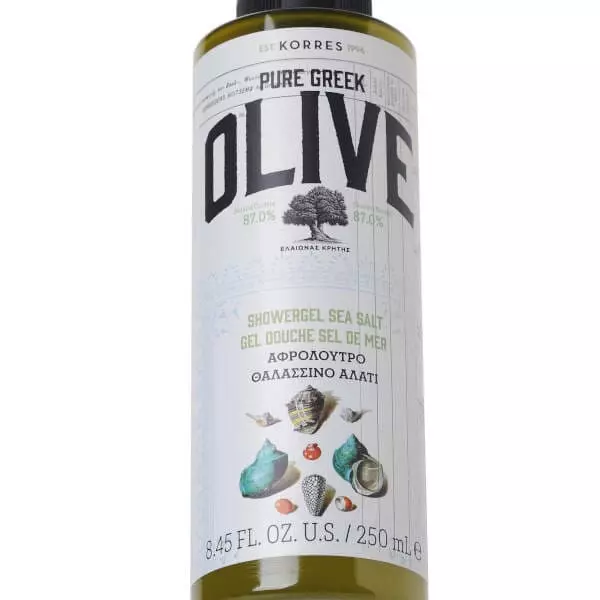 EST. KORRES 1996
PURE GREEK
OLIVE
87.0% 87.0%
ΕΛΑΙΩΝΑΣ ΚΡΗΤΗΣ
SHOWERGEL SEA SALT
GEL DOUCHE SEL DE MER
ΑΦΡΟΛΟΥΤΡΟ
ΘΑΛΑΣΣΙΝΟ ΑΛΑΤΙ
8.45 FL. OZ. U.S. / 250 mL ℮